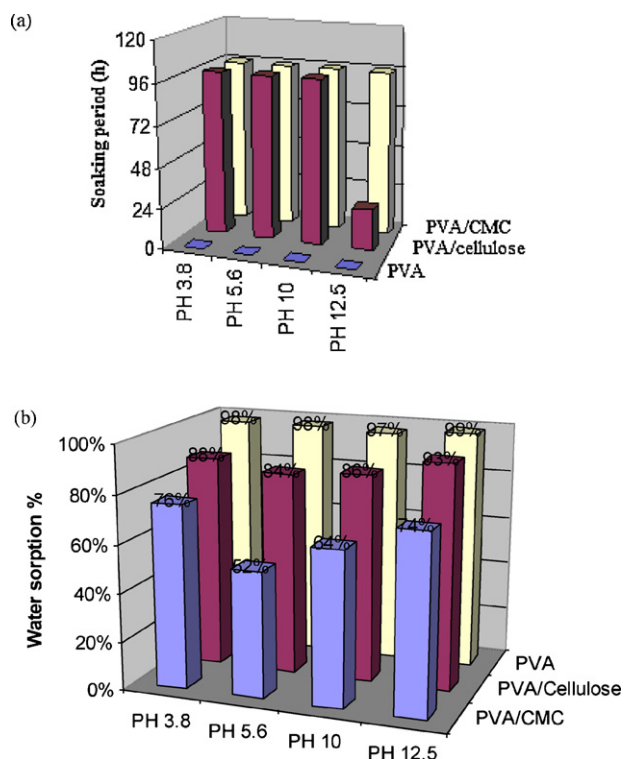 (a)
120
96
72
48
24
0
Soaking period (h)
PVA/CMC
PVA/cellulose
PVA
PH 3.8
PH 5.6
PH 10
PH 12.5
(b)
98% 98% 97% 99%
84% 86% 93%
52% 64% 74%
100%
80%
60%
40%
20%
0%
Water sorption %
PVA
PVA/Cellulose
PVA/CMC
PH 3.8
PH 5.6
PH 10
PH 12.5